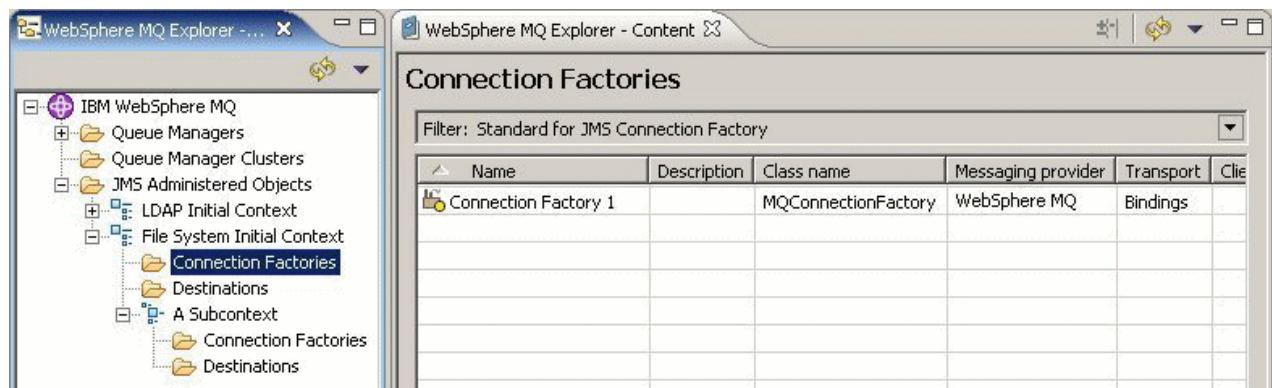 WebSphere MQ Explorer -...
IBM WebSphere MQ
Queue Managers
Queue Manager Clusters
JMS Administered Objects
LDAP Initial Context
File System Initial Context
Connection Factories
Destinations
A Subcontext
Connection Factories
Destinations
WebSphere MQ Explorer - Content
Connection Factories
Filter: Standard for JMS Connection Factory
Name Description Class name Messaging provider Transport Clie
Connection Factory 1 MQConnectionFactory WebSphere MQ Bindings